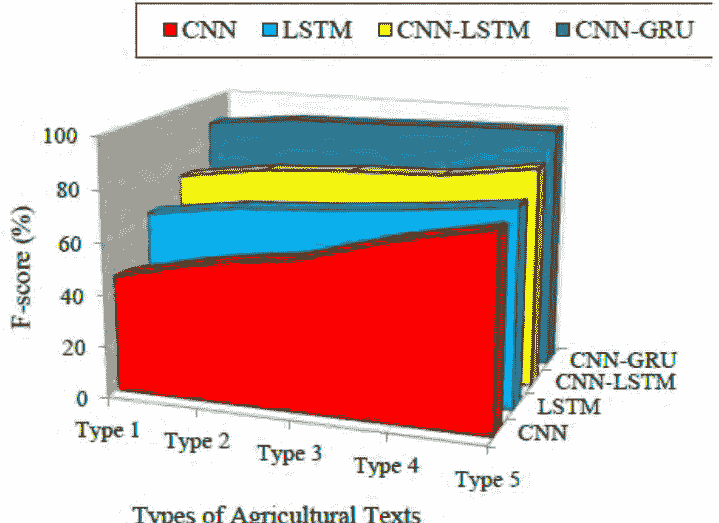 CNN LSTM CNN-LSTM CNN-GRU
100
80
60
40
20
0
F-score (%)
Type 1
Type 2
Type 3
Type 4
Type 5
CNN-GRU
CNN-LSTM
LSTM
CNN
Types of Agricultural Texts